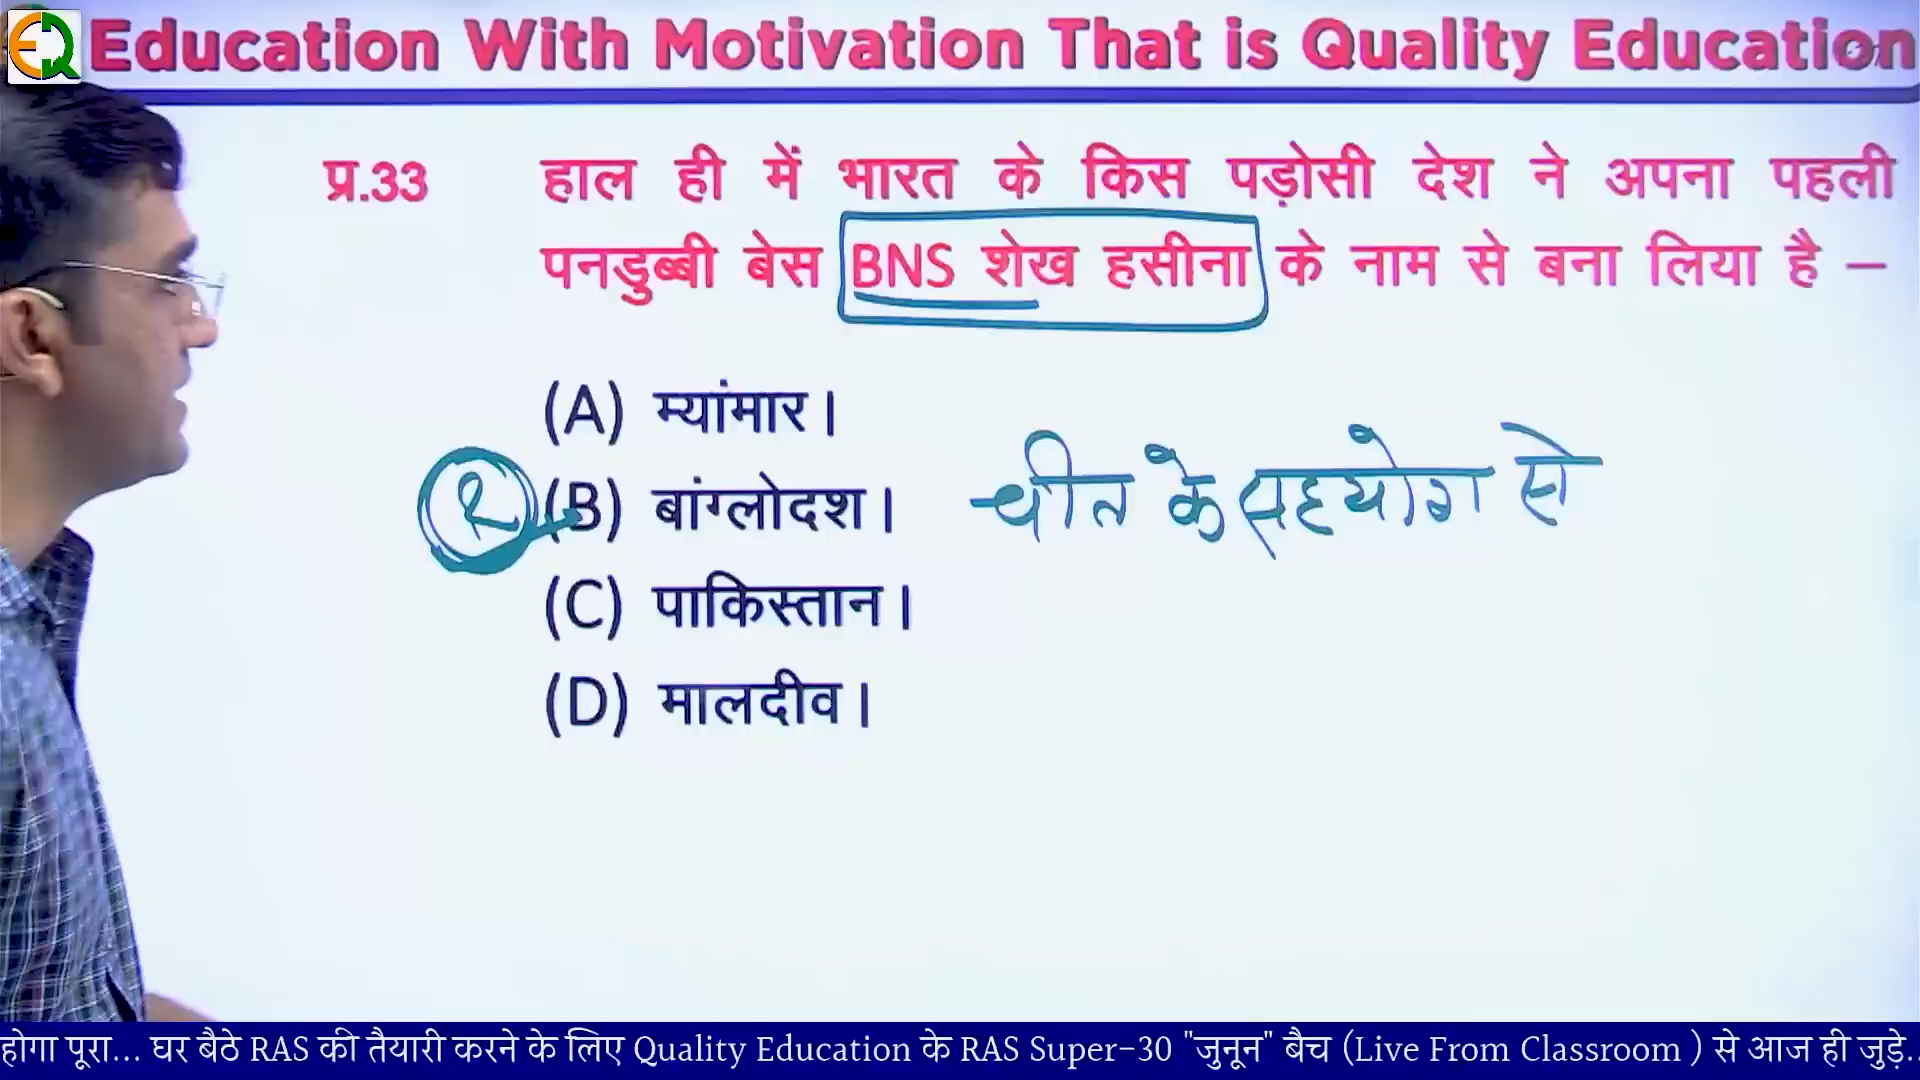 EQ
Education With Motivation That is Quality Education
प्र.33 हाल ही में भारत के किस पड़ोसी देश ने अपना पहली
पनडुब्बी बेस BNS शेख हसीना के नाम से बना लिया है –
(A) म्यांमार।
(B) बांग्लोदश। चीन के सहयोग से
(C) पाकिस्तान।
(D) मालदीव।
होगा पूरा... घर बैठे RAS की तैयारी करने के लिए Quality Education के RAS Super-30 "जुनून" बैच (Live From Classroom ) से आज ही जुड़े..